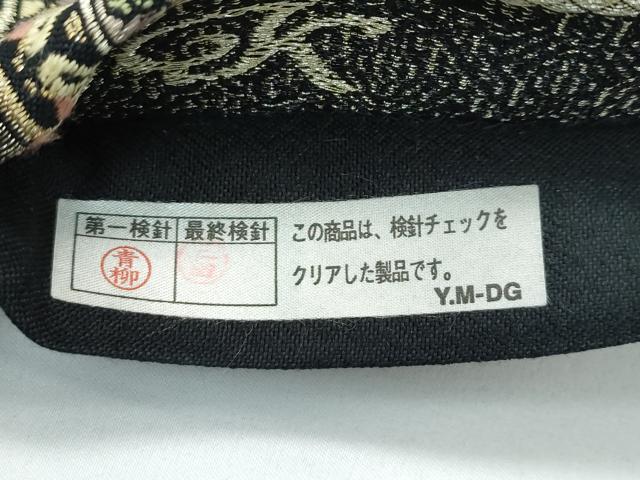 第一検針 最終検針
青柳
この商品は、検針チェックを
クリアした製品です。
Y.M-DG